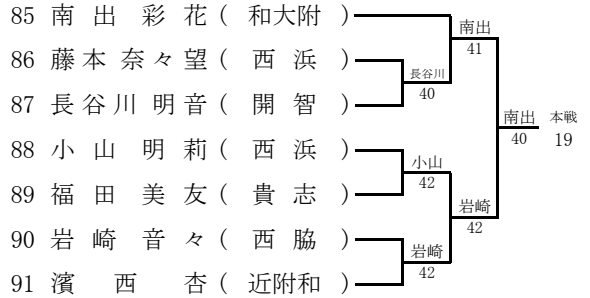 85 南出 彩花（ 和大附 ）
南出
41
86 藤本 奈々望（ 西浜 ）
長谷川
40
87 長谷川 明音（ 開智 ）
南出 本戦
40 19
88 小山 明莉（ 西浜 ）
小山
42
89 福田 美友（ 貴志 ）
岩崎
42
90 岩崎 音々（ 西脇 ）
岩崎
42
91 濱西 杏（ 近附和 ）